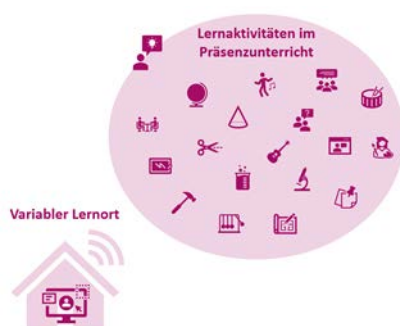 Lernaktivitäten im
Präsenzunterricht
Variabler Lernort